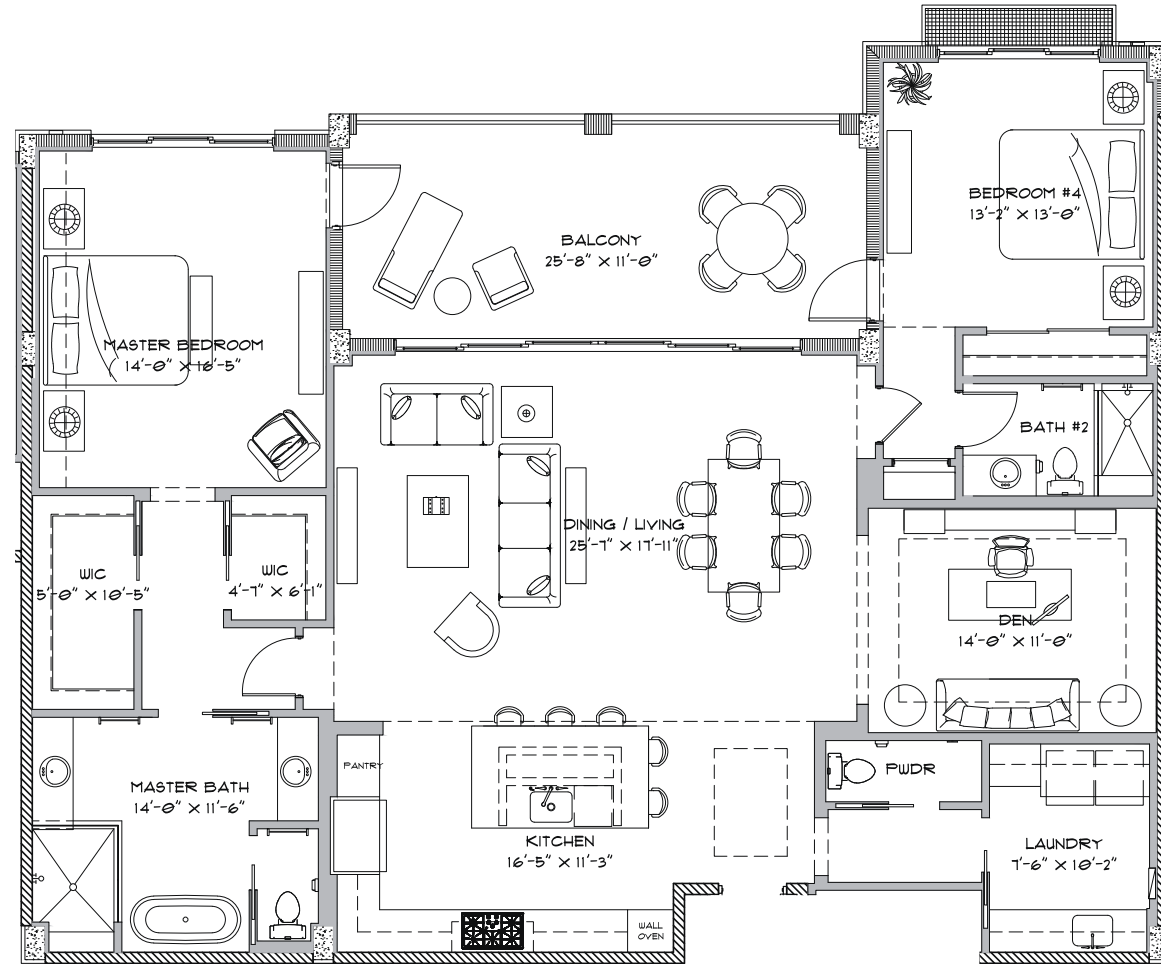 BEDROOM #4
13'-2" X 13'-0"
BALCONY
25'-8" X 11'-0"
MASTER BEDROOM
14'-0" X 16'-5"
BATH #2
DINING / LIVING
25'-7" X 17'-11"
WIC
5'-0" X 10'-5"
WIC
4'-7" X 6'-1"
DEN
14'-0" X 11'-0"
PANTRY
PWDR
MASTER BATH
14'-0" X 11'-6"
KITCHEN
16'-5" X 11'-3"
LAUNDRY
7'-6" X 10'-2"
WALL
OVEN